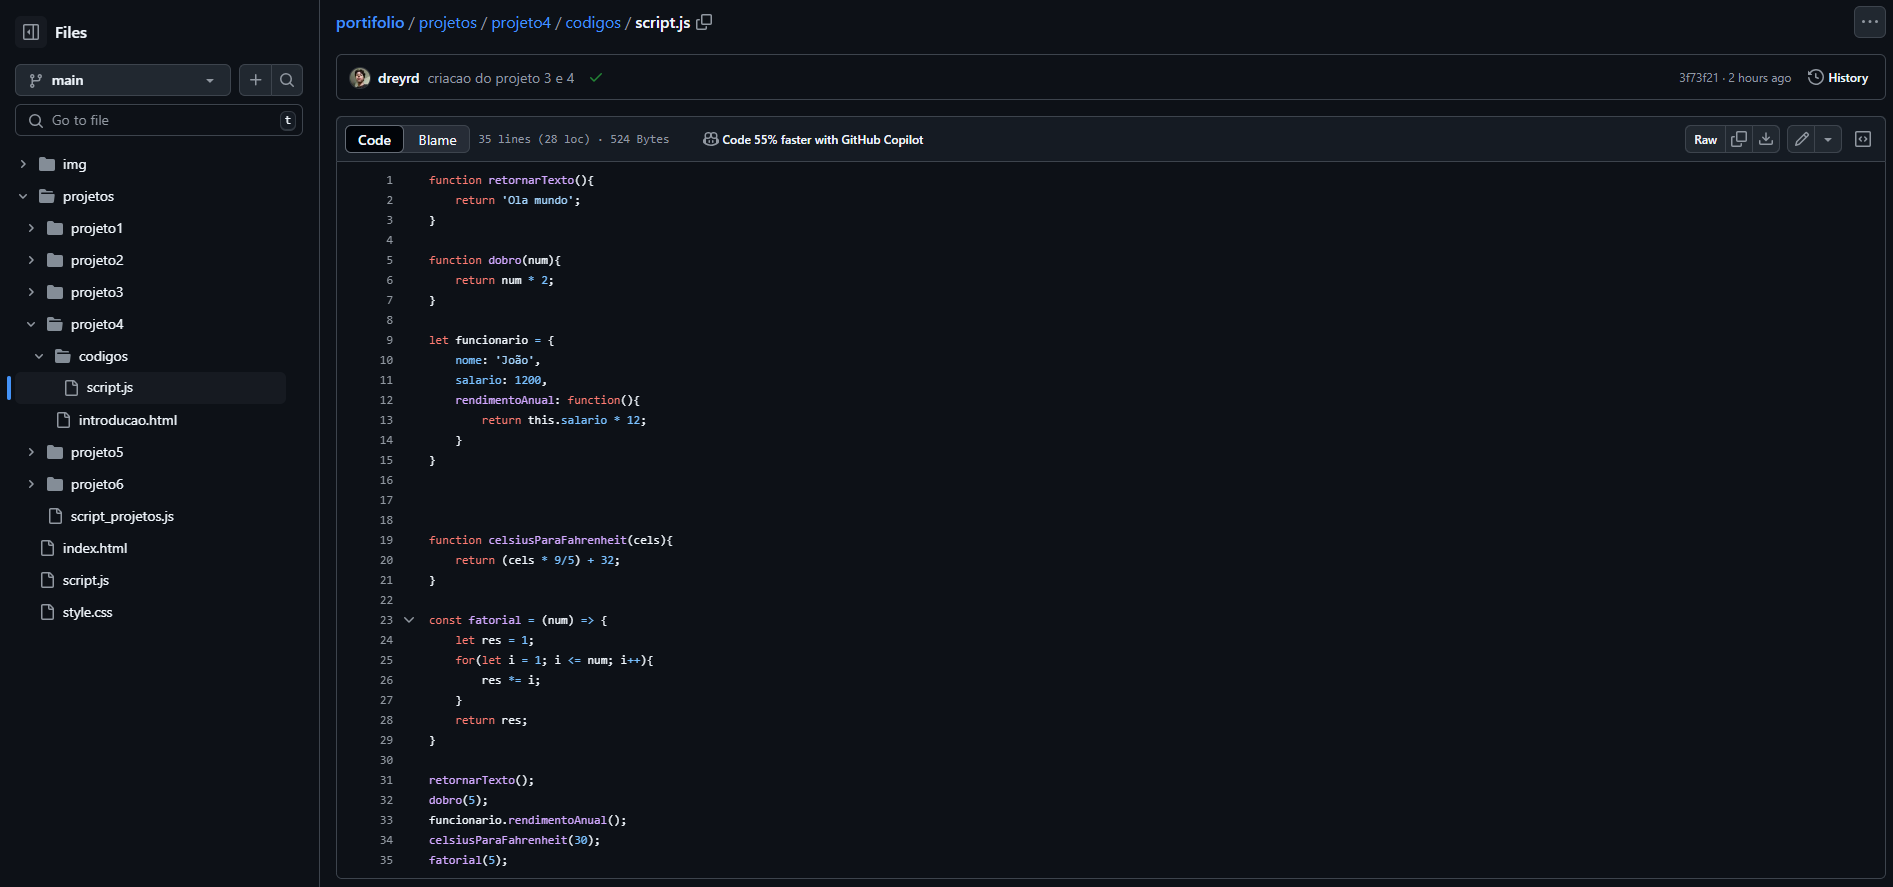 Files
main
Go to file
t
img
projetos
projeto1
projeto2
projeto3
projeto4
codigos
script.js
introducao.html
projeto5
projeto6
script_projetos.js
index.html
script.js
style.css
portifolio / projetos / projeto4 / codigos / script.js
dreyrd criacao do projeto 3 e 4
3f73f21 · 2 hours ago History
Code Blame 35 lines (28 loc) · 524 Bytes Code 55% faster with GitHub Copilot Raw
1 function retornarTexto(){
2     return 'Ola mundo';
3 }
4
5 function dobro(num){
6     return num * 2;
7 }
8
9 let funcionario = {
10     nome: 'João',
11     salario: 1200,
12     rendimentoAnual: function(){
13         return this.salario * 12;
14     }
15 }
16
17
18
19 function celsiusParaFahrenheit(cels){
20     return (cels * 9/5) + 32;
21 }
22
23 const fatorial = (num) => {
24     let res = 1;
25     for(let i = 1; i <= num; i++){
26         res *= i;
27     }
28     return res;
29 }
30
31 retornarTexto();
32 dobro(5);
33 funcionario.rendimentoAnual();
34 celsiusParaFahrenheit(30);
35 fatorial(5);